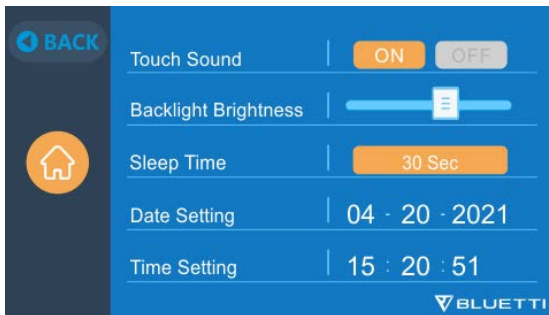 BACK
Touch Sound ON OFF
Backlight Brightness
Sleep Time 30 Sec
Date Setting 04 - 20 - 2021
Time Setting 15 : 20 : 51
BLUETTI